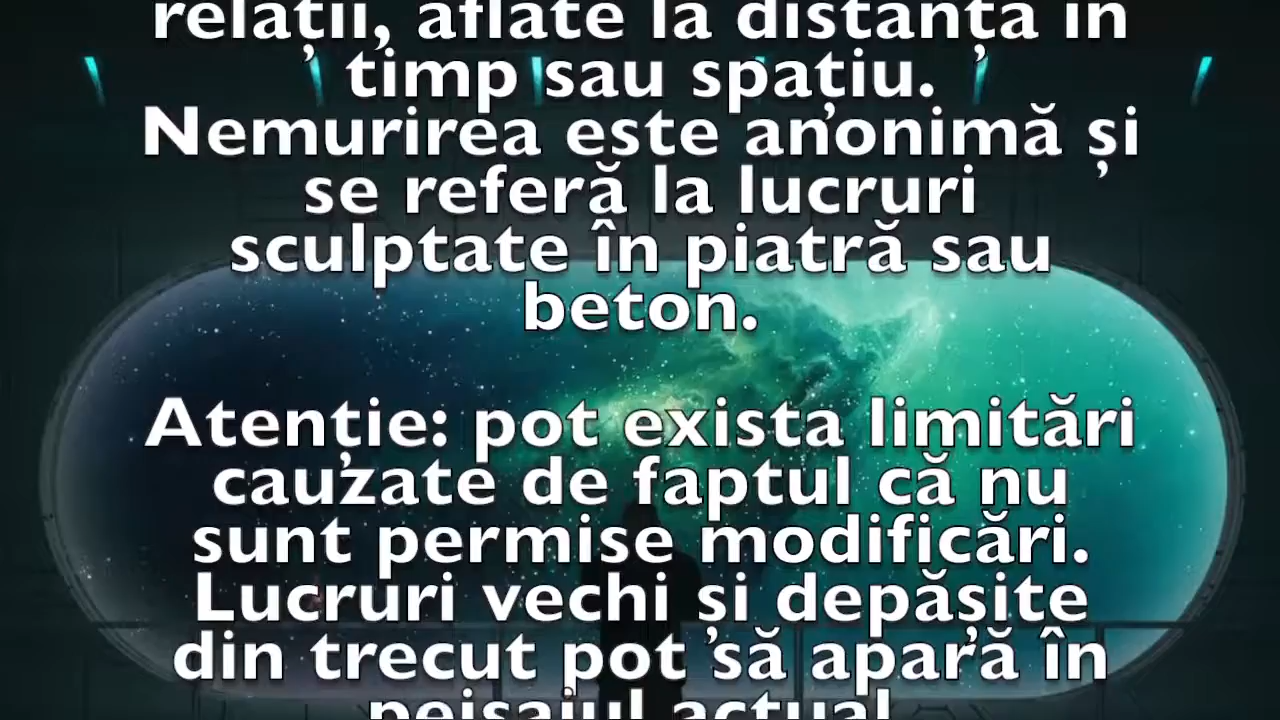 relații, aflate la distanța în
timp sau spațiu.
Nemurirea este anonimă și
se referă la lucruri
sculptate în piatră sau
beton.
Atenție: pot exista limitări
cauzate de faptul că nu
sunt permise modificări.
Lucruri vechi și depășite
din trecut pot să apară în
peisajul actual